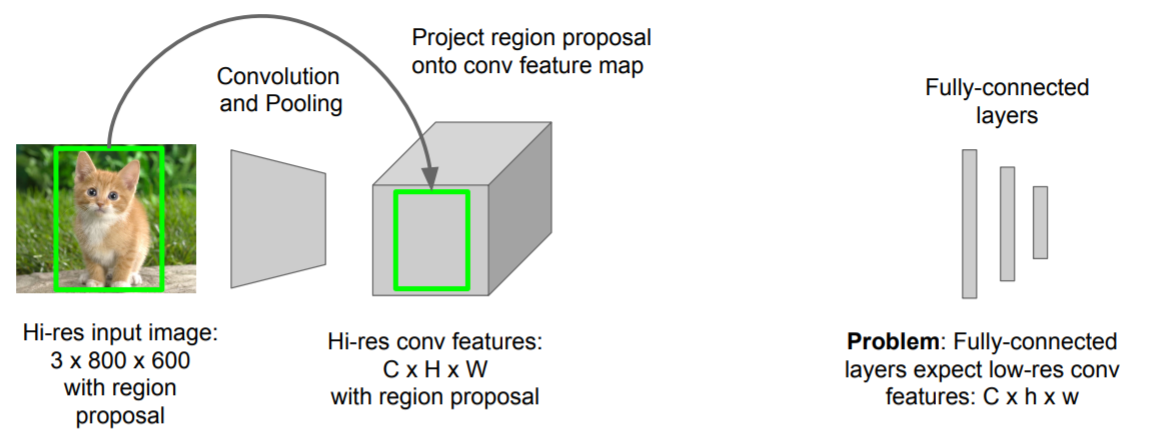 Project region proposal
onto conv feature map
Convolution
and Pooling
Fully-connected
layers
Hi-res input image:
3 x 800 x 600
with region
proposal
Hi-res conv features:
C x H x W
with region proposal
Problem: Fully-connected
layers expect low-res conv
features: C x h x w